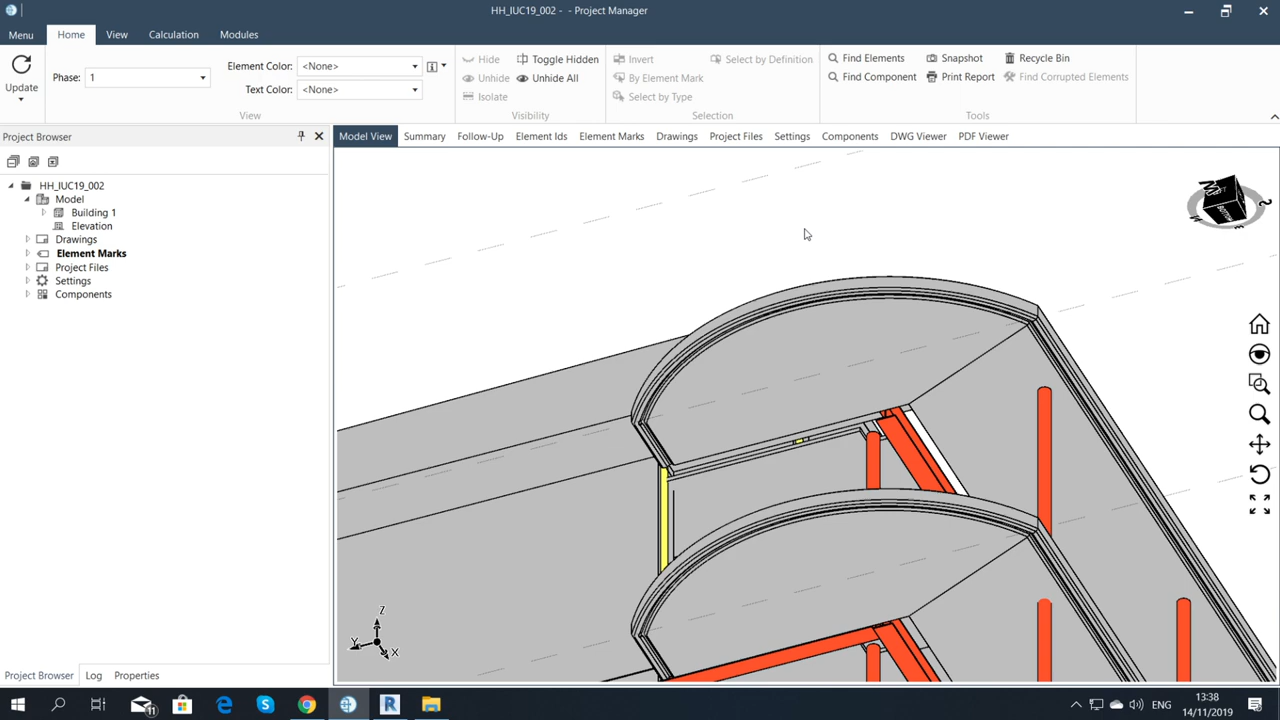 HH_IUC19_002 - - Project Manager
Menu Home View Calculation Modules
Update
Phase: 1
Element Color: <None>
Text Color: <None>
View
Hide Toggle Hidden
Unhide Unhide All
Isolate
Visibility
Invert Select by Definition
By Element Mark
Select by Type
Selection
Find Elements Snapshot Recycle Bin
Find Component Print Report Find Corrupted Elements
Tools
Project Browser
Model View Summary Follow-Up Element Ids Element Marks Drawings Project Files Settings Components DWG Viewer PDF Viewer
HH_IUC19_002
Model
Building 1
Elevation
Drawings
Element Marks
Project Files
Settings
Components
BOTTOM
Z
Y
X
Project Browser Log Properties
11
ENG
13:38
14/11/2019